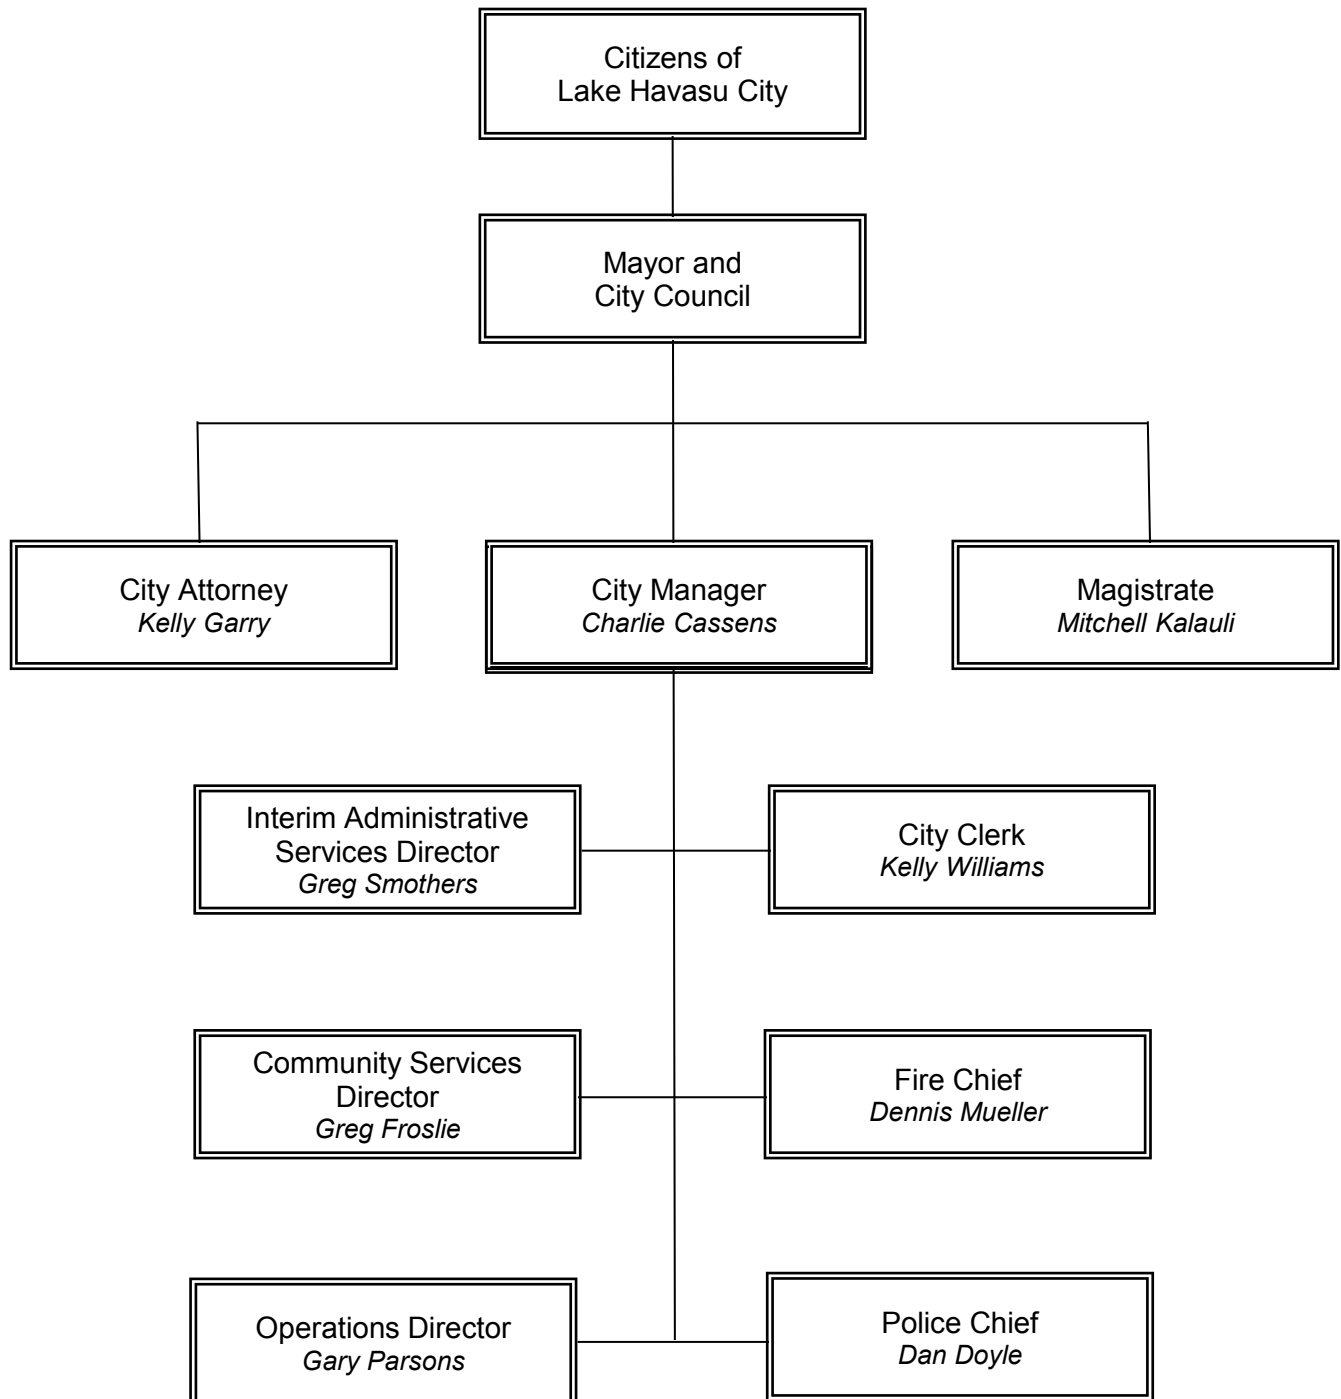 Citizens of
Lake Havasu City
Mayor and
City Council
City Attorney
Kelly Garry
City Manager
Charlie Cassens
Magistrate
Mitchell Kalauli
Interim Administrative
Services Director
Greg Smothers
City Clerk
Kelly Williams
Community Services
Director
Greg Froslie
Fire Chief
Dennis Mueller
Operations Director
Gary Parsons
Police Chief
Dan Doyle